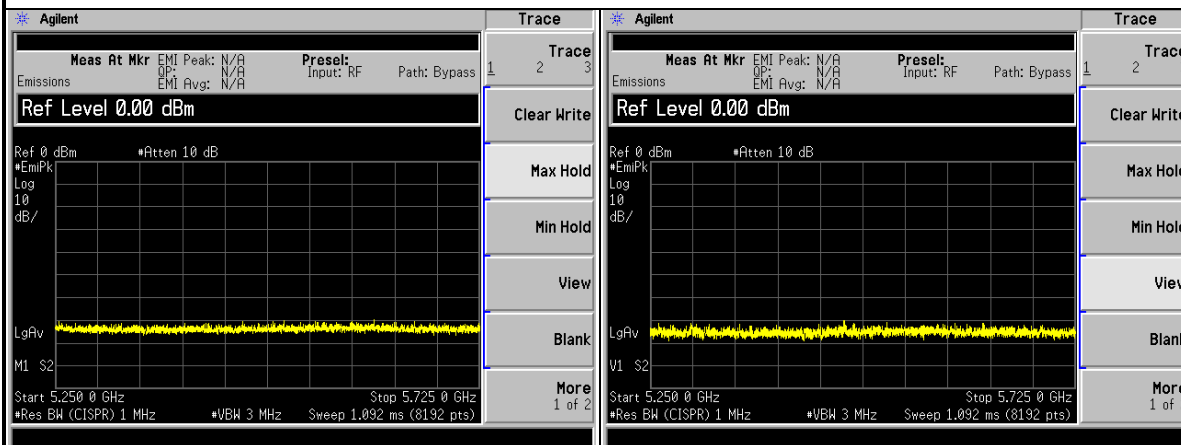 Agilent
Trace
Meas At Mkr EMI Peak: N/A
QP: N/A
EMI Avg: N/A
Presel:
Input: RF
Path: Bypass
Emissions
Ref Level 0.00 dBm
Ref 0 dBm #Atten 10 dB
#EmiPk
Log
10
dB/
LgAv
M1 S2
Start 5.250 0 GHz Stop 5.725 0 GHz
#Res BW (CISPR) 1 MHz #VBW 3 MHz Sweep 1.092 ms (8192 pts)
Trace
1 2 3
Clear Write
Max Hold
Min Hold
View
Blank
More
1 of 2
Agilent
Trace
Meas At Mkr EMI Peak: N/A
QP: N/A
EMI Avg: N/A
Presel:
Input: RF
Path: Bypass
Emissions
Ref Level 0.00 dBm
Ref 0 dBm #Atten 10 dB
#EmiPk
Log
10
dB/
LgAv
V1 S2
Start 5.250 0 GHz Stop 5.725 0 GHz
#Res BW (CISPR) 1 MHz #VBW 3 MHz Sweep 1.092 ms (8192 pts)
Trace
1 2
Clear Write
Max Hold
Min Hold
View
Blank
More
1 of